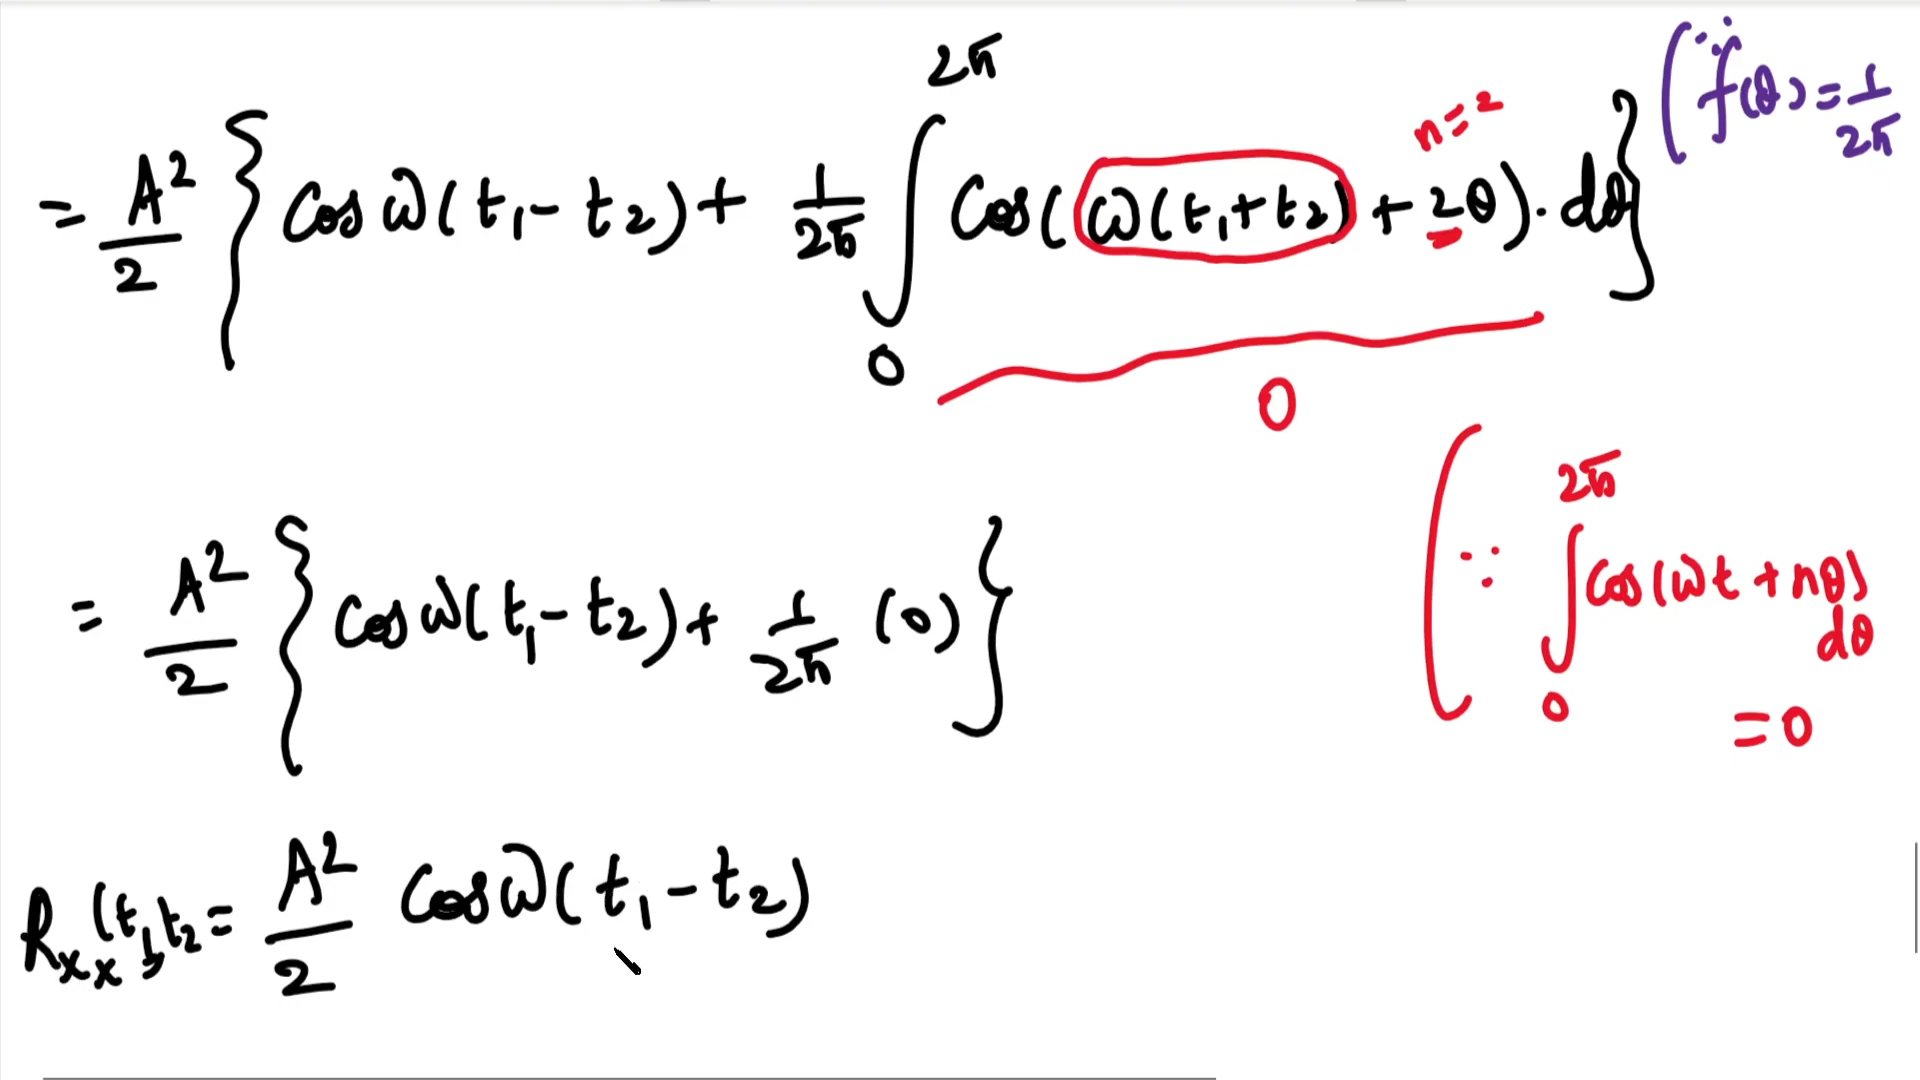 = A²/2 { Cos ω(t₁ - t₂) + 1/2π ∫₀^2π Cos(ω(t₁+t₂) + 2θ). dθ } (∵ f(θ) = 1/2π
n=2
0
= A²/2 { Cos ω(t₁ - t₂) + 1/2π (0) }
( ∵ ∫₀^2π Cos(ωt + nθ) dθ
= 0
Rₓₓ(t₁,t₂ = A²/2 Cos ω(t₁ - t₂)